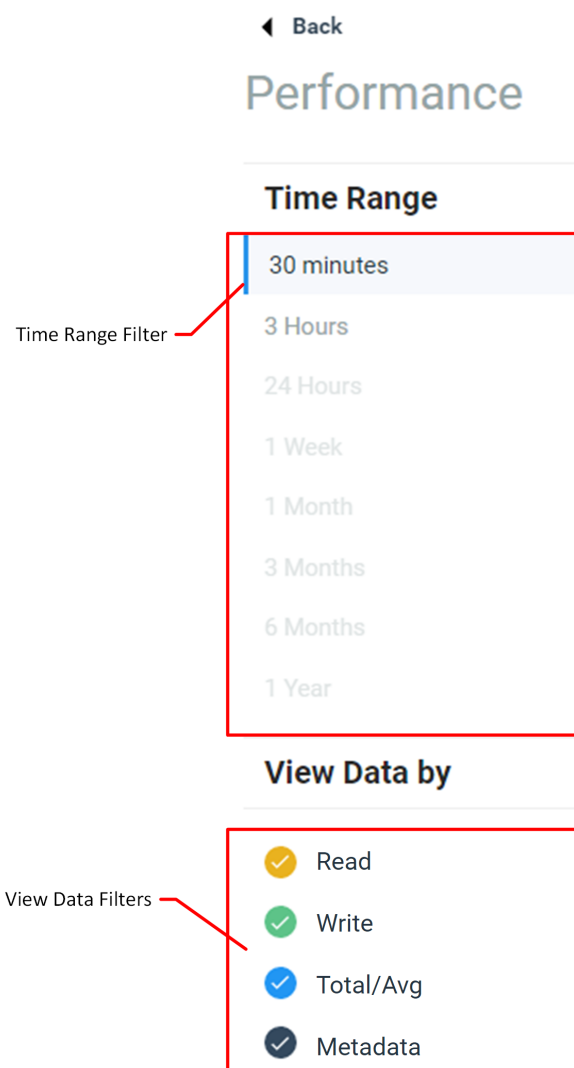 Back
Performance
Time Range
30 minutes
Time Range Filter
3 Hours
24 Hours
1 Week
1 Month
3 Months
6 Months
1 Year
View Data by
Read
View Data Filters
Write
Total/Avg
Metadata